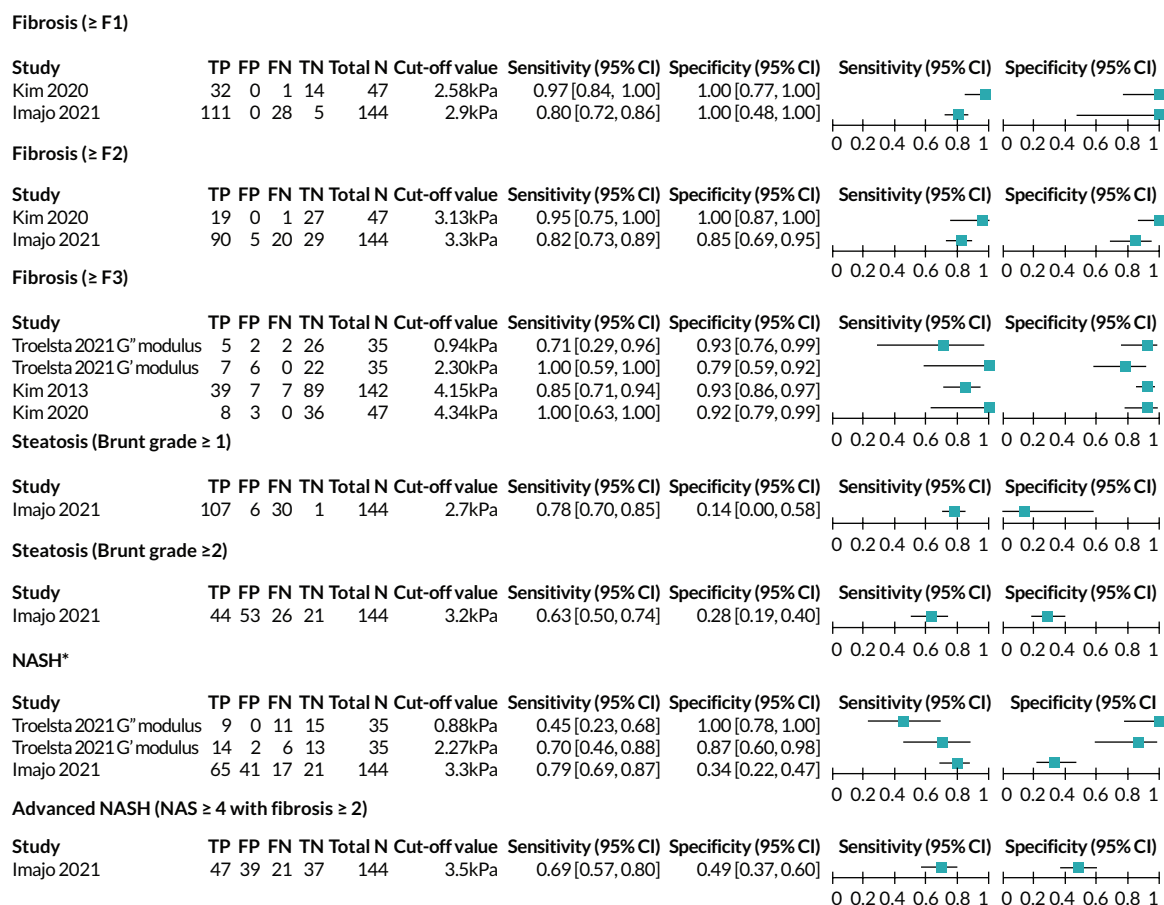 Fibrosis (≥ F1)
Study TP FP FN TN Total N Cut-off value Sensitivity (95% CI) Specificity (95% CI) Sensitivity (95% CI) Specificity (95% CI)
Kim 2020 32 0 1 14 47 2.58kPa 0.97 [0.84, 1.00] 1.00 [0.77, 1.00]
Imajo 2021 111 0 28 5 144 2.9kPa 0.80 [0.72, 0.86] 1.00 [0.48, 1.00]
0 0.2 0.4 0.6 0.8 1 0 0.2 0.4 0.6 0.8 1
Fibrosis (≥ F2)
Study TP FP FN TN Total N Cut-off value Sensitivity (95% CI) Specificity (95% CI) Sensitivity (95% CI) Specificity (95% CI)
Kim 2020 19 0 1 27 47 3.13kPa 0.95 [0.75, 1.00] 1.00 [0.87, 1.00]
Imajo 2021 90 5 20 29 144 3.3kPa 0.82 [0.73, 0.89] 0.85 [0.69, 0.95]
0 0.2 0.4 0.6 0.8 1 0 0.2 0.4 0.6 0.8 1
Fibrosis (≥ F3)
Study TP FP FN TN Total N Cut-off value Sensitivity (95% CI) Specificity (95% CI) Sensitivity (95% CI) Specificity (95% CI)
Troelsta 2021 G” modulus 5 2 2 26 35 0.94kPa 0.71 [0.29, 0.96] 0.93 [0.76, 0.99]
Troelsta 2021 G’ modulus 7 6 0 22 35 2.30kPa 1.00 [0.59, 1.00] 0.79 [0.59, 0.92]
Kim 2013 39 7 7 89 142 4.15kPa 0.85 [0.71, 0.94] 0.93 [0.86, 0.97]
Kim 2020 8 3 0 36 47 4.34kPa 1.00 [0.63, 1.00] 0.92 [0.79, 0.99]
0 0.2 0.4 0.6 0.8 1 0 0.2 0.4 0.6 0.8 1
Steatosis (Brunt grade ≥ 1)
Study TP FP FN TN Total N Cut-off value Sensitivity (95% CI) Specificity (95% CI) Sensitivity (95% CI) Specificity (95% CI)
Imajo 2021 107 6 30 1 144 2.7kPa 0.78 [0.70, 0.85] 0.14 [0.00, 0.58]
0 0.2 0.4 0.6 0.8 1 0 0.2 0.4 0.6 0.8 1
Steatosis (Brunt grade ≥2)
Study TP FP FN TN Total N Cut-off value Sensitivity (95% CI) Specificity (95% CI) Sensitivity (95% CI) Specificity (95% CI)
Imajo 2021 44 53 26 21 144 3.2kPa 0.63 [0.50, 0.74] 0.28 [0.19, 0.40]
0 0.2 0.4 0.6 0.8 1 0 0.2 0.4 0.6 0.8 1
NASH*
Study TP FP FN TN Total N Cut-off value Sensitivity (95% CI) Specificity (95% CI) Sensitivity (95% CI) Specificity (95% CI
Troelsta 2021 G” modulus 9 0 11 15 35 0.88kPa 0.45 [0.23, 0.68] 1.00 [0.78, 1.00]
Troelsta 2021 G’ modulus 14 2 6 13 35 2.27kPa 0.70 [0.46, 0.88] 0.87 [0.60, 0.98]
Imajo 2021 65 41 17 21 144 3.3kPa 0.79 [0.69, 0.87] 0.34 [0.22, 0.47]
0 0.2 0.4 0.6 0.8 1 0 0.2 0.4 0.6 0.8 1
Advanced NASH (NAS ≥ 4 with fibrosis ≥ 2)
Study TP FP FN TN Total N Cut-off value Sensitivity (95% CI) Specificity (95% CI) Sensitivity (95% CI) Specificity (95% CI)
Imajo 2021 47 39 21 37 144 3.5kPa 0.69 [0.57, 0.80] 0.49 [0.37, 0.60]
0 0.2 0.4 0.6 0.8 1 0 0.2 0.4 0.6 0.8 1